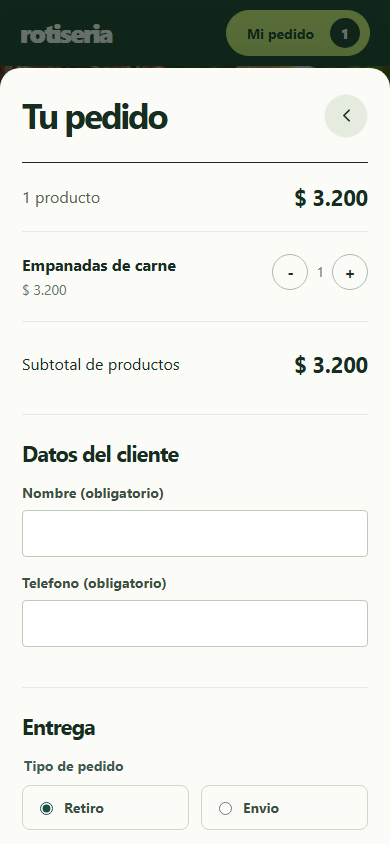 rotiseria
Mi pedido 1
Tu pedido
1 producto $ 3.200
Empanadas de carne
$ 3.200
- 1 +
Subtotal de productos $ 3.200
Datos del cliente
Nombre (obligatorio)
Telefono (obligatorio)
Entrega
Tipo de pedido
Retiro Envio